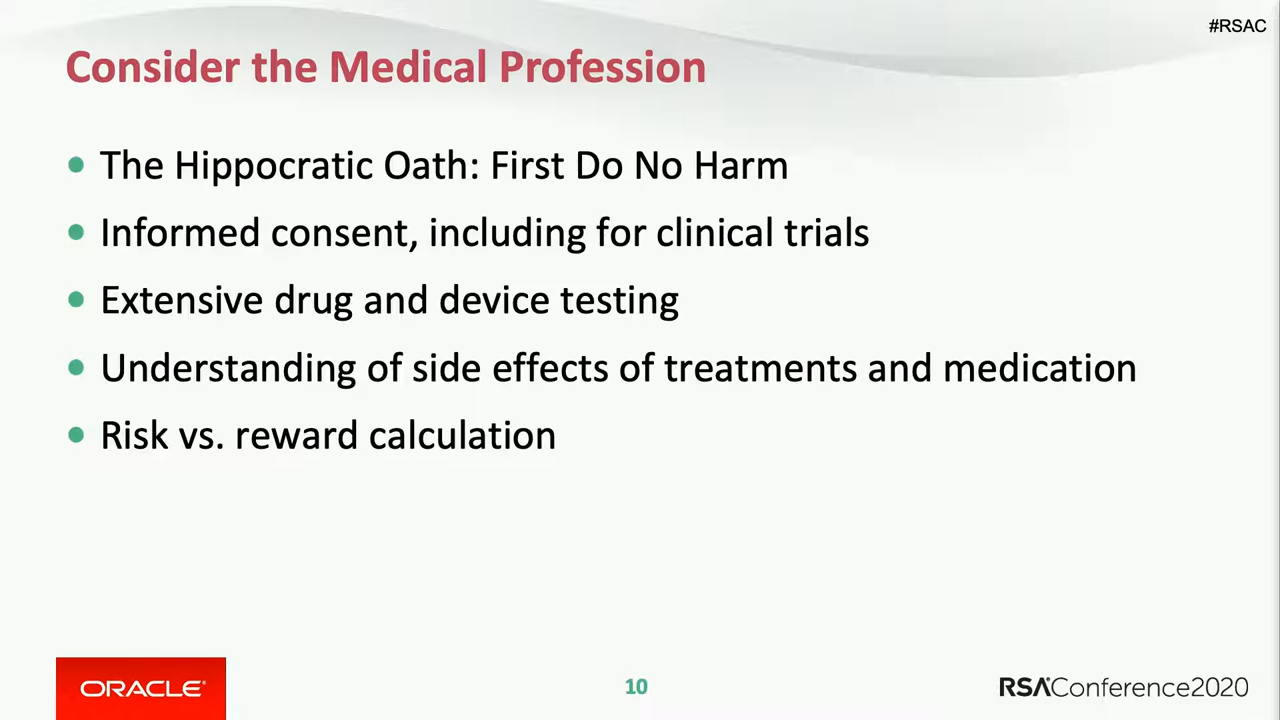 #RSAC
Consider the Medical Profession
• The Hippocratic Oath: First Do No Harm
• Informed consent, including for clinical trials
• Extensive drug and device testing
• Understanding of side effects of treatments and medication
• Risk vs. reward calculation
ORACLE®
10
RSAConference2020